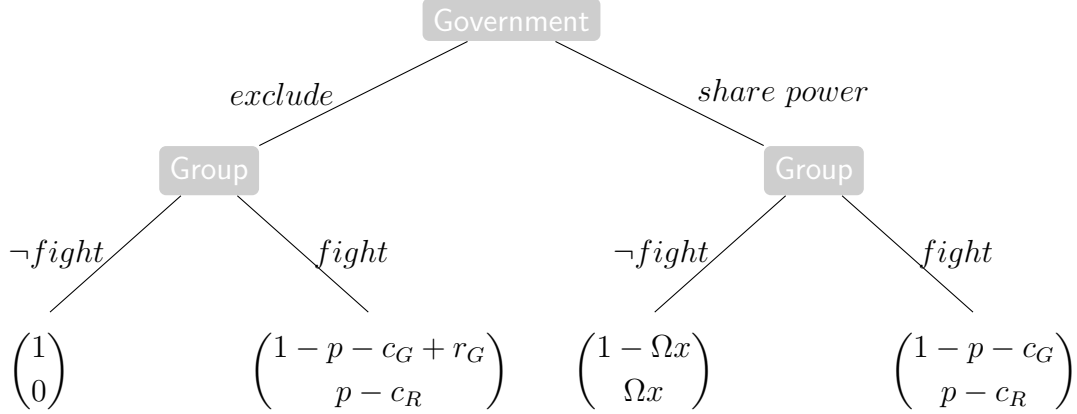 Government
exclude
share power
Group
Group
¬fight
fight
¬fight
fight
(1
0)
(1 − p − c_G + r_G
p − c_R)
(1 − Ωx
Ωx)
(1 − p − c_G
p − c_R)